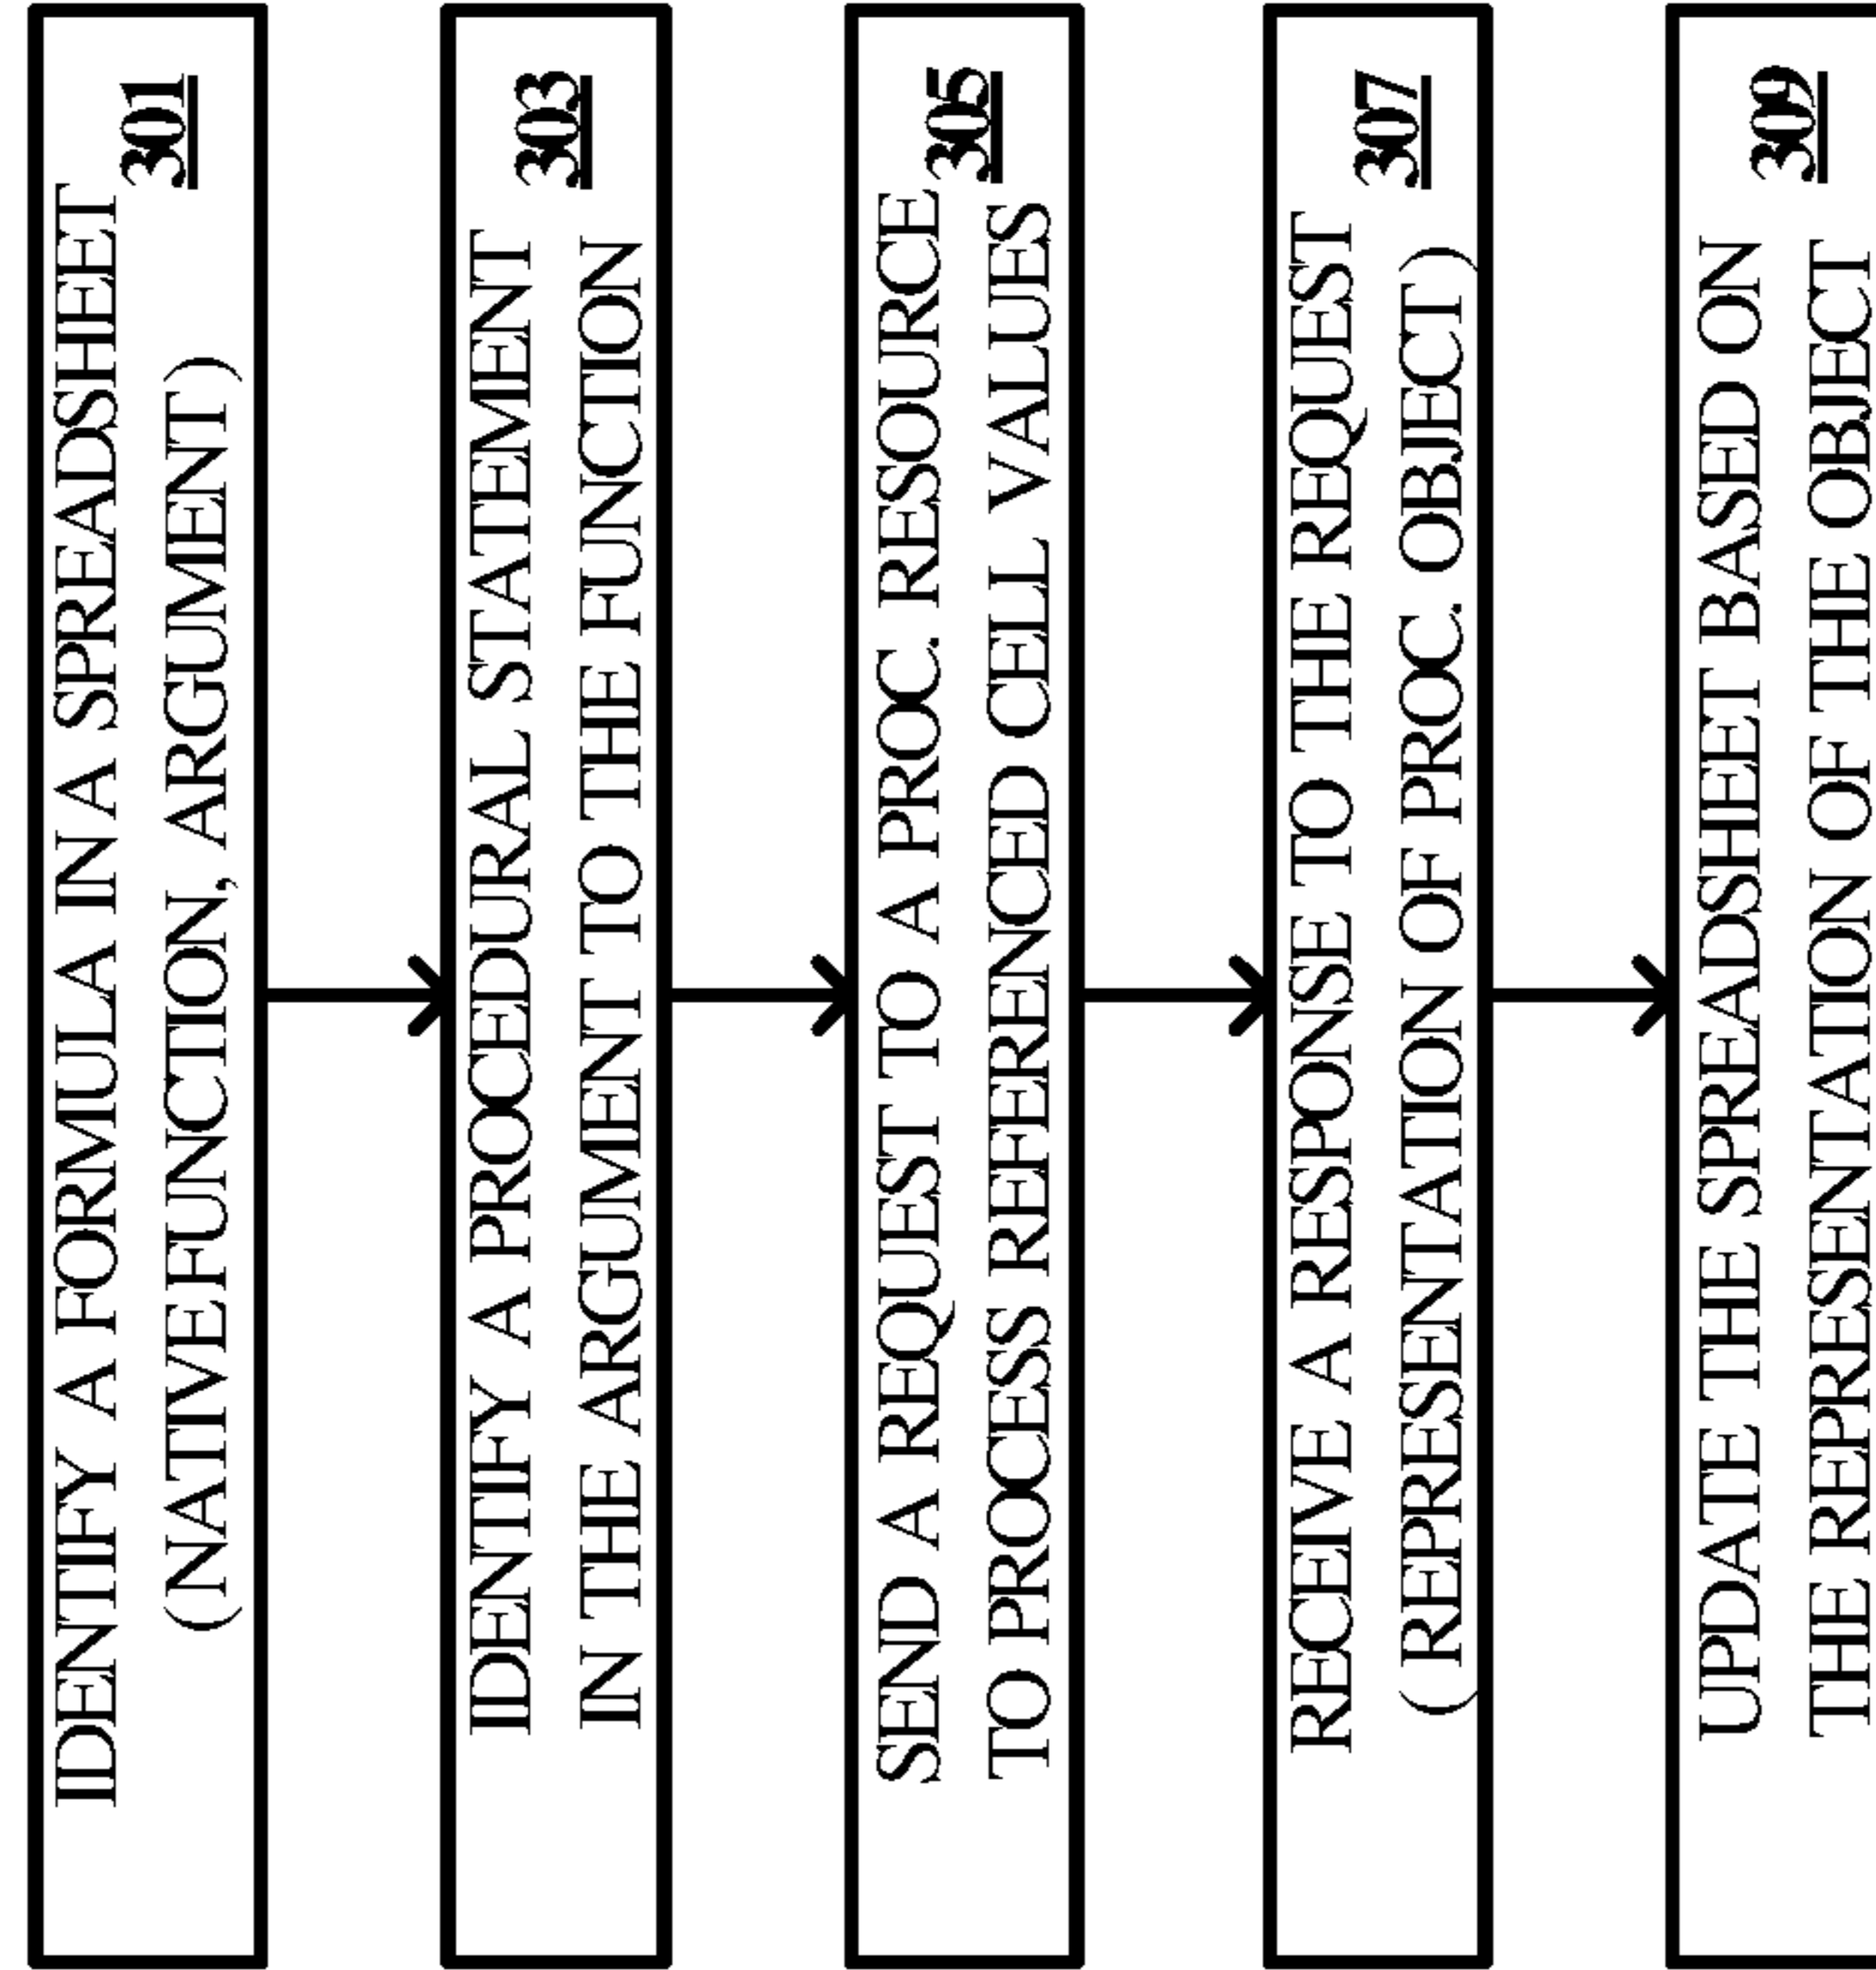 IDENTIFY A FORMULA IN A SPREADSHEET
(NATIVE FUNCTION, ARGUMENT)
301
IDENTIFY A PROCEDURAL STATEMENT
IN THE ARGUMENT TO THE FUNCTION
303
SEND A REQUEST TO A PROC. RESOURCE
TO PROCESS REFERENCED CELL VALUES
305
RECEIVE A RESPONSE TO THE REQUEST
(REPRESENTATION OF PROC. OBJECT)
307
UPDATE THE SPREADSHEET BASED ON
THE REPRESENTATION OF THE OBJECT
309